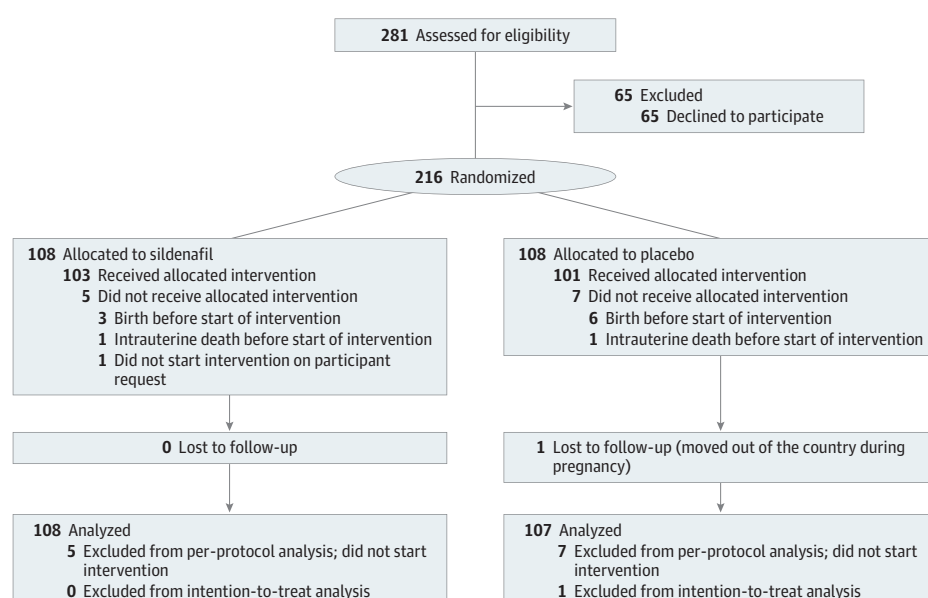 281 Assessed for eligibility
65 Excluded
65 Declined to participate
216 Randomized
108 Allocated to sildenafil
103 Received allocated intervention
5 Did not receive allocated intervention
3 Birth before start of intervention
1 Intrauterine death before start of intervention
1 Did not start intervention on participant
request
108 Allocated to placebo
101 Received allocated intervention
7 Did not receive allocated intervention
6 Birth before start of intervention
1 Intrauterine death before start of intervention
0 Lost to follow-up
1 Lost to follow-up (moved out of the country during
pregnancy)
108 Analyzed
5 Excluded from per-protocol analysis; did not start
intervention
0 Excluded from intention-to-treat analysis
107 Analyzed
7 Excluded from per-protocol analysis; did not start
intervention
1 Excluded from intention-to-treat analysis